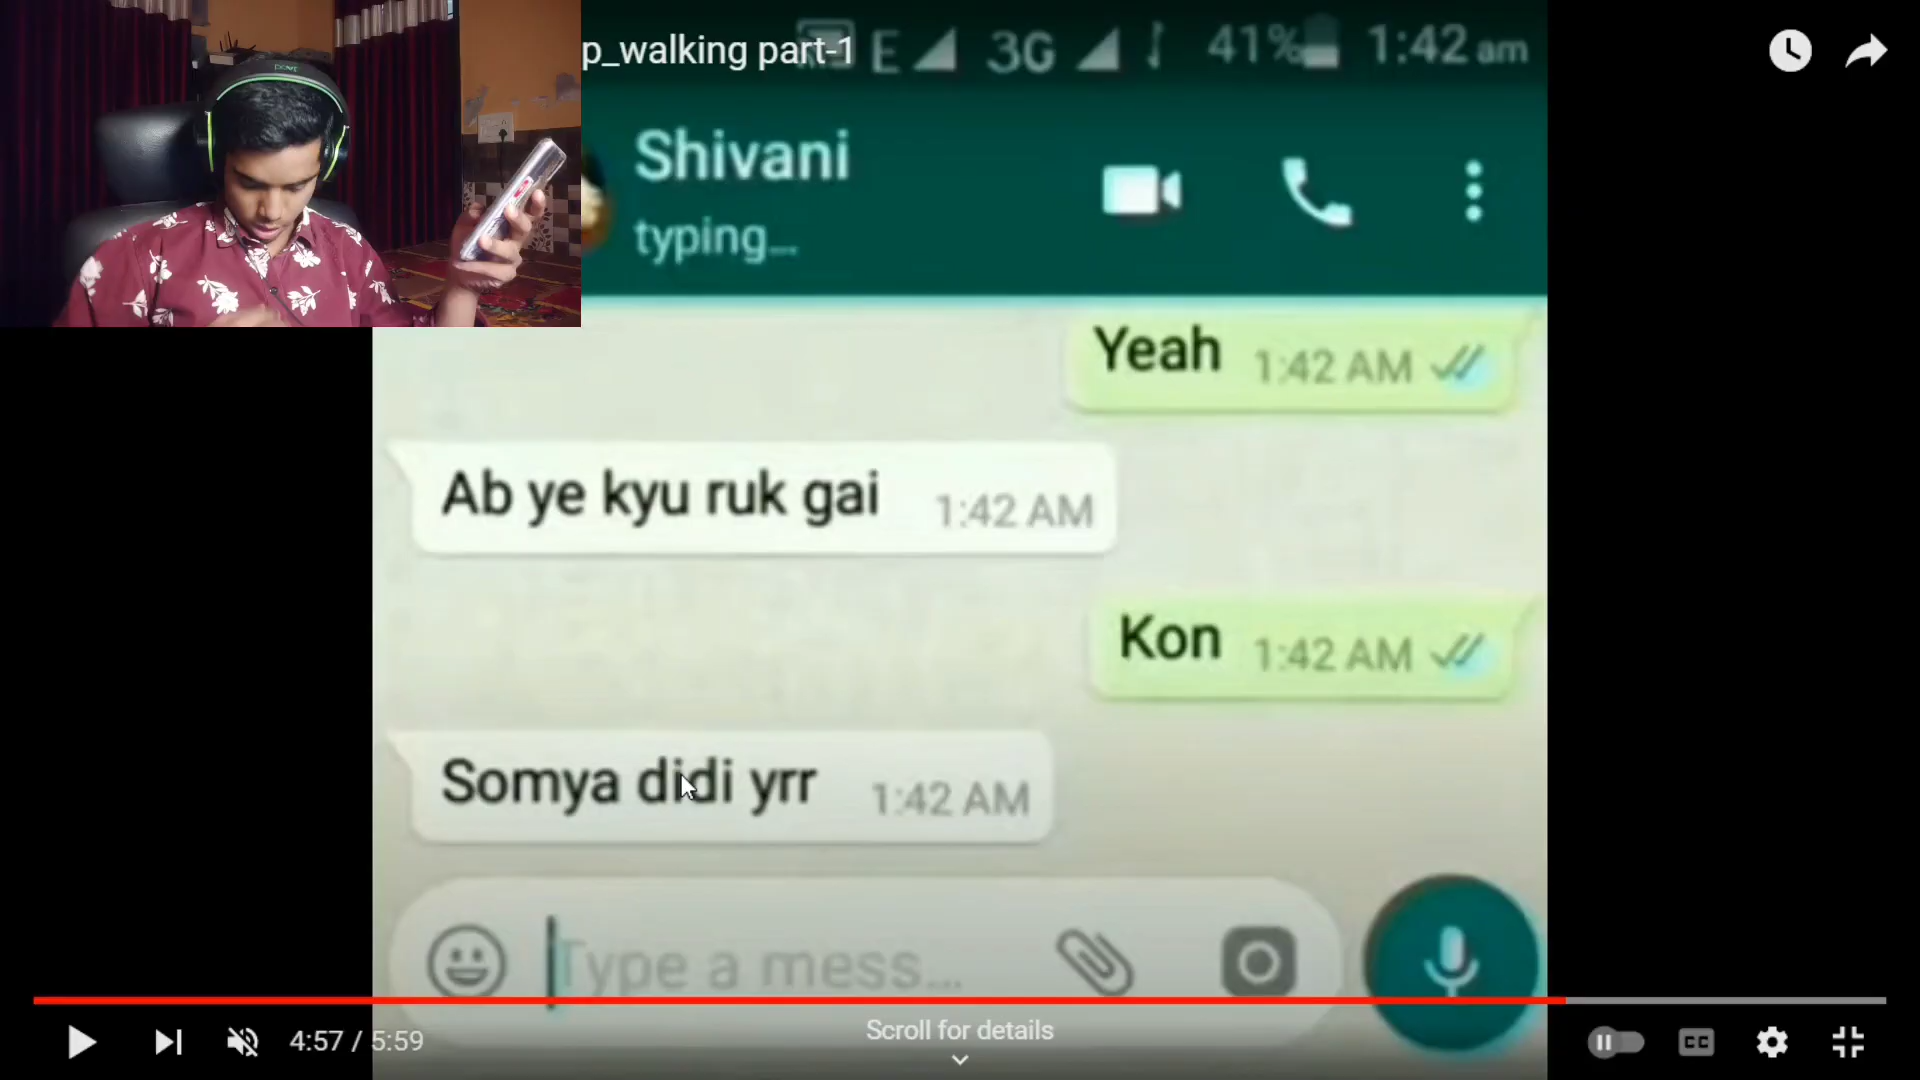 p_walking part-1
E 3G 41% 1:42 am
Shivani
typing...
Yeah 1:42 AM
Ab ye kyu ruk gai 1:42 AM
Kon 1:42 AM
Somya didi yrr 1:42 AM
Type a mess...
4:57 / 5:59
Scroll for details
CC